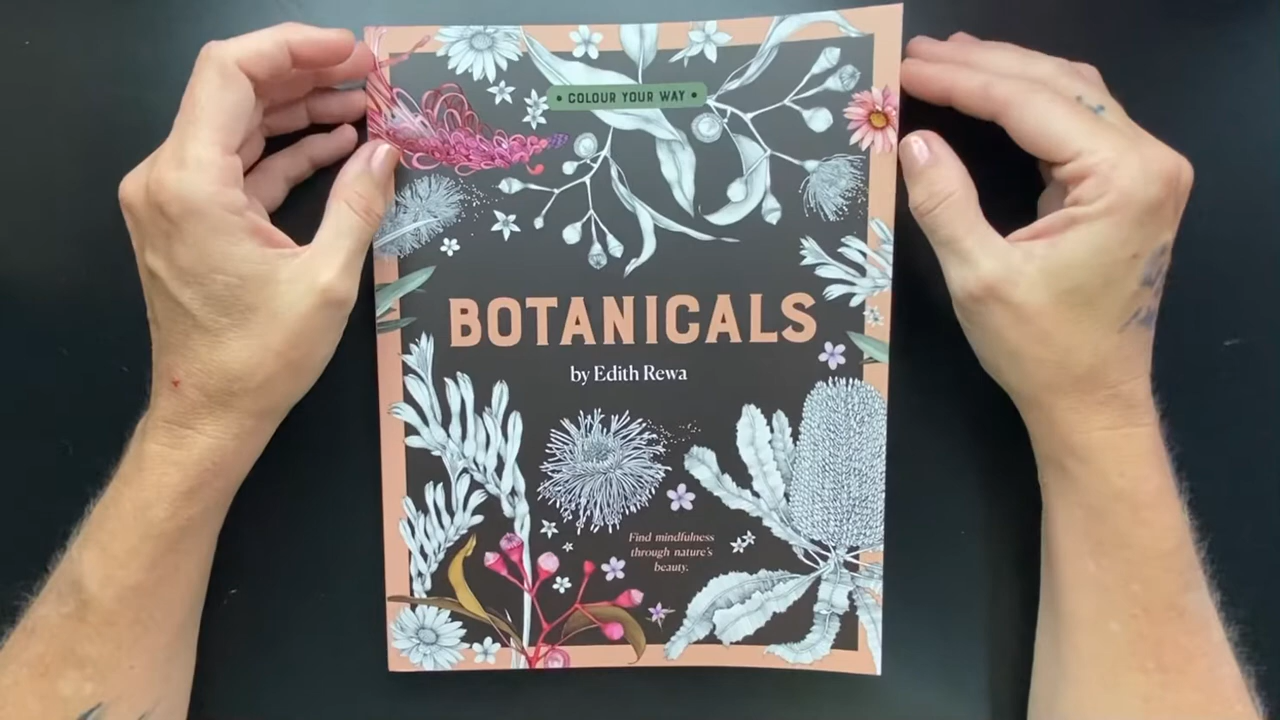 • COLOUR YOUR WAY •
BOTANICALS
by Edith Rewa
Find mindfulness
through nature's
beauty.